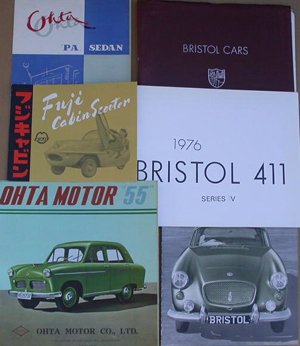 Ohta
PA SEDAN
BRISTOL CARS
フジキャビン
Fuji
Cabin Scooter
1976
BRISTOL 411
SERIES IV
OHTA MOTOR "55"
BRISTOL
OHTA MOTOR CO., LTD.